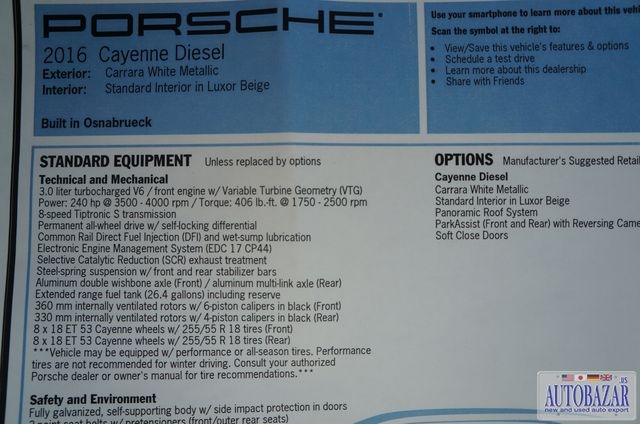 PORSCHE
2016 Cayenne Diesel
Exterior: Carrara White Metallic
Interior: Standard Interior in Luxor Beige
Built in Osnabrueck
Use your smartphone to learn more about this
Scan the symbol at the right to:
• View/Save this vehicle's features & options
• Schedule a test drive
• Learn more about this dealership
• Share with Friends
STANDARD EQUIPMENT Unless replaced by options
Technical and Mechanical
3.0 liter turbocharged V6 / front engine w/ Variable Turbine Geometry (VTG)
Power: 240 hp @ 3500 - 4000 rpm / Torque: 406 lb.-ft. @ 1750 - 2500 rpm
8-speed Tiptronic S transmission
Permanent all-wheel drive w/ self-locking differential
Common Rail Direct Fuel Injection (DFI) and wet-sump lubrication
Electronic Engine Management System (EDC 17 CP44)
Selective Catalytic Reduction (SCR) exhaust treatment
Steel-spring suspension w/ front and rear stabilizer bars
Aluminum double wishbone axle (Front) / aluminum multi-link axle (Rear)
Extended range fuel tank (26.4 gallons) including reserve
360 mm internally ventilated rotors w/ 6-piston calipers in black (Front)
330 mm internally ventilated rotors w/ 4-piston calipers in black (Rear)
8 x 18 ET 53 Cayenne wheels w/ 255/55 R 18 tires (Front)
8 x 18 ET 53 Cayenne wheels w/ 255/55 R 18 tires (Rear)
***Vehicle may be equipped w/ performance or all-season tires. Performance
tires are not recommended for winter driving. Consult your authorized
Porsche dealer or owner's manual for tire recommendations.***
Safety and Environment
Fully galvanized, self-supporting body w/ side impact protection in doors
3 point seat belts w/ pretensioners (front/outer rear seats)
OPTIONS Manufacturer's Suggested Retail
Cayenne Diesel
Carrara White Metallic
Standard Interior in Luxor Beige
Panoramic Roof System
ParkAssist (Front and Rear) with Reversing Came
Soft Close Doors
AUTOBAZAR.US
new and used auto export